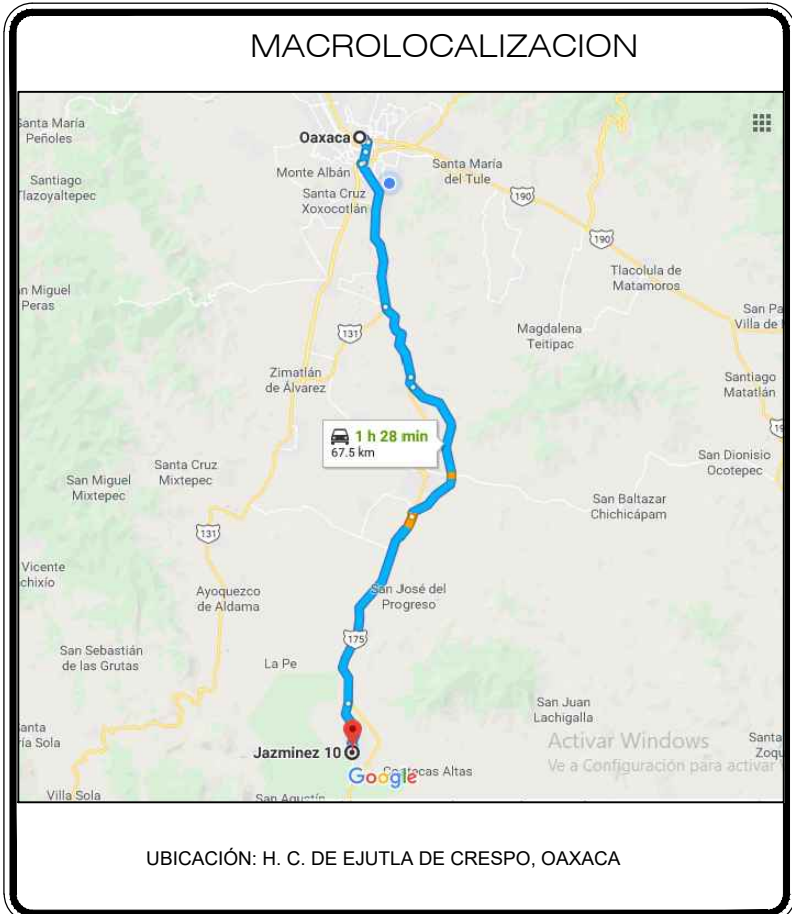 MACROLOCALIZACION
Santa María
Peñoles
Oaxaca
Monte Albán
Santa María
del Tule
Santiago
Tlazoyaltepec
Santa Cruz
Xoxocotlán
190
190
n Miguel
Peras
Tlacolula de
Matamoros
San Pa
Villa de
131
Magdalena
Teitipac
Zimatlán
de Álvarez
Santiago
Matatlán
1 h 28 min
67.5 km
19
San Dionisio
Ocotepec
Santa Cruz
Mixtepec
San Miguel
Mixtepec
San Baltazar
Chichicápam
131
Vicente
chixío
Ayoquezco
de Aldama
San José del
Progreso
175
San Sebastián
de las Grutas
La Pe
San Juan
Lachigalla
anta
ría Sola
Activar Windows
Santa
Zoqu
Jazminez 10
Ve a Configuración para activar
Google
Coatecas Altas
Villa Sola
San Agustín
UBICACIÓN: H. C. DE EJUTLA DE CRESPO, OAXACA